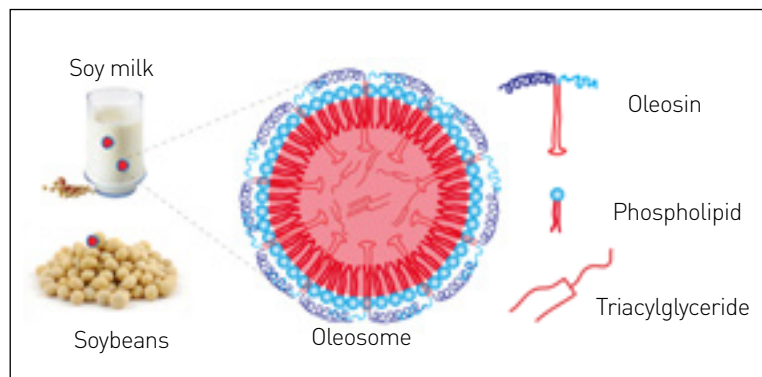 Soy milk
Soybeans
Oleosome
Oleosin
Phospholipid
Triacylglyceride